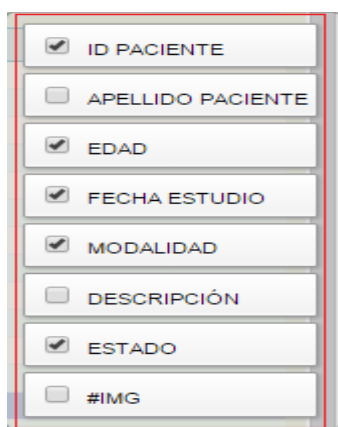 ID PACIENTE
APELLIDO PACIENTE
EDAD
FECHA ESTUDIO
MODALIDAD
DESCRIPCIÓN
ESTADO
#IMG